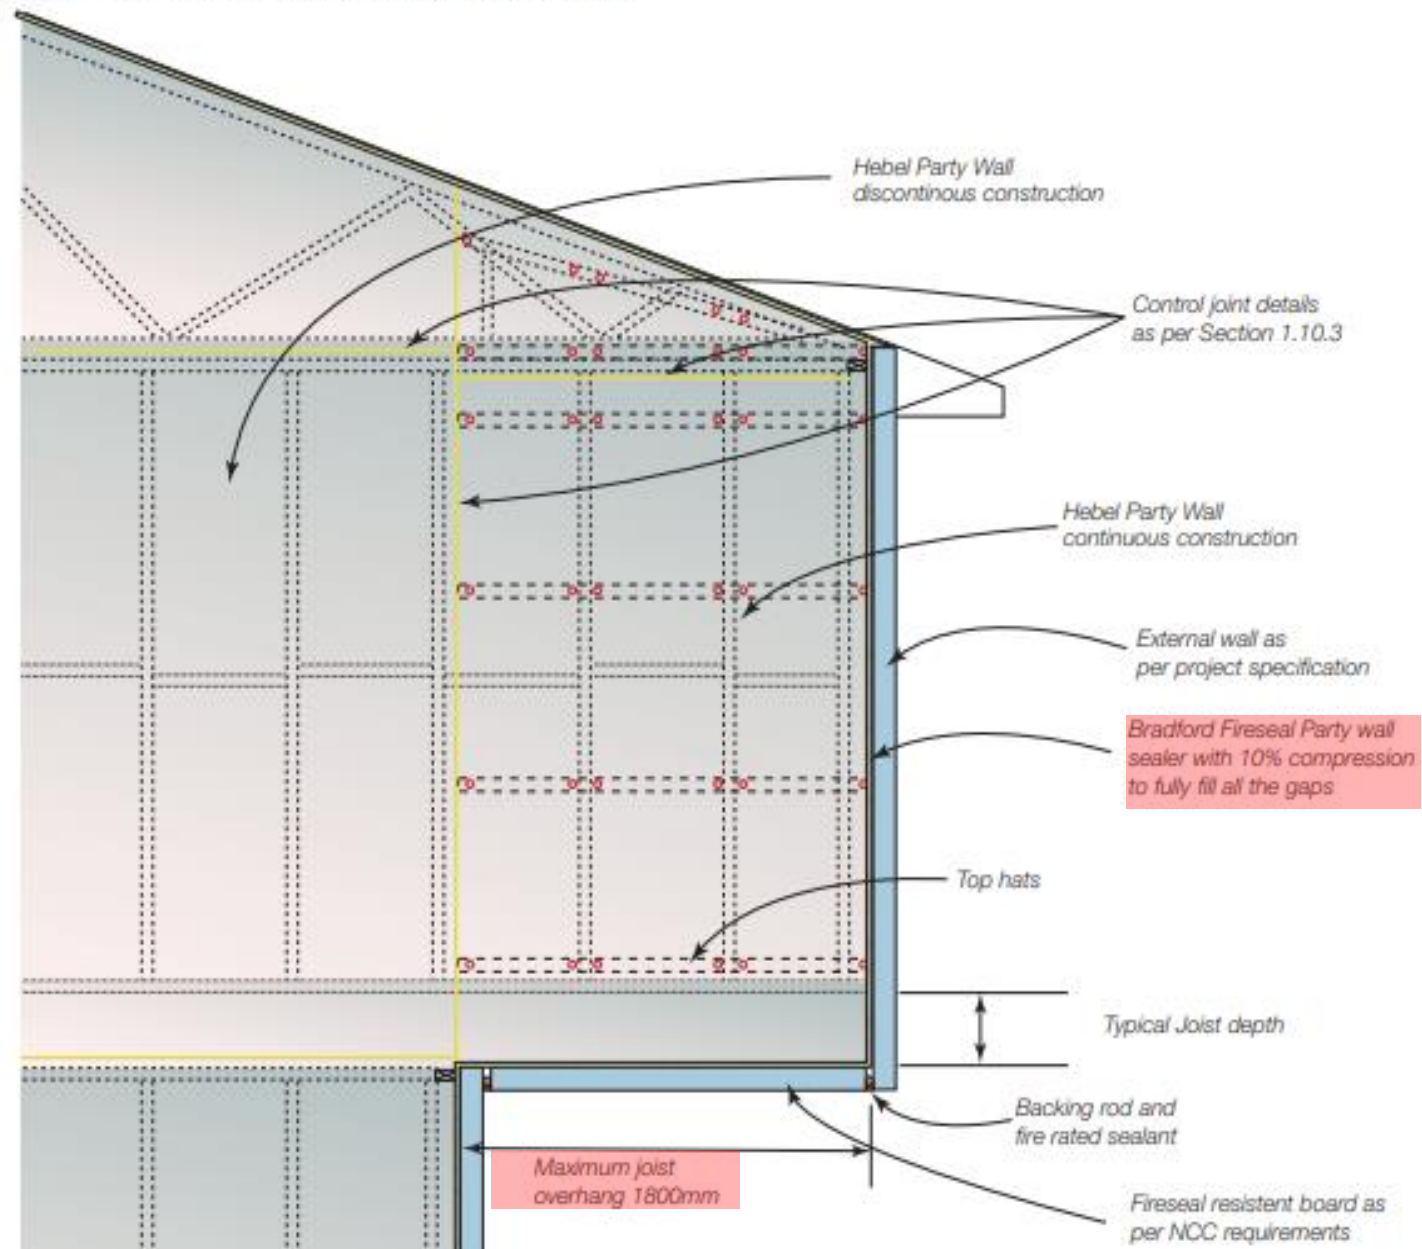 Hebel Party Wall
discontinous construction
Control joint details
as per Section 1.10.3
Hebel Party Wall
continuous construction
External wall as
per project specification
Bradford Fireseal Party wall
sealer with 10% compression
to fully fill all the gaps
Top hats
Typical Joist depth
Backing rod and
fire rated sealant
Maximum joist
overhang 1800mm
Fireseal resistent board as
per NCC requirements